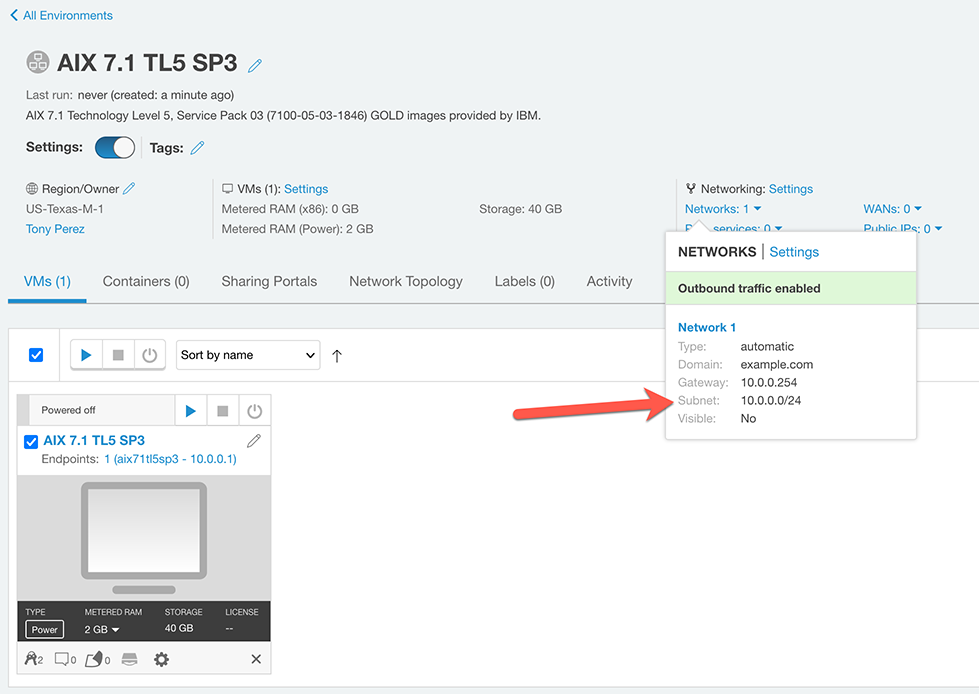 All Environments
AIX 7.1 TL5 SP3
Last run: never (created: a minute ago)
AIX 7.1 Technology Level 5, Service Pack 03 (7100-05-03-1846) GOLD images provided by IBM.
Settings: Tags:
Region/Owner
US-Texas-M-1
Tony Perez
VMs (1): Settings
Metered RAM (x86): 0 GB
Metered RAM (Power): 2 GB
Storage: 40 GB
Networking: Settings
Networks: 1
services: 0
WANs: 0
Public IPs: 0
VMs (1) Containers (0) Sharing Portals Network Topology Labels (0) Activity
NETWORKS | Settings
Outbound traffic enabled
Network 1
Type: automatic
Domain: example.com
Gateway: 10.0.0.254
Subnet: 10.0.0.0/24
Visible: No
Sort by name
Powered off
AIX 7.1 TL5 SP3
Endpoints: 1 (aix71tl5sp3 - 10.0.0.1)
TYPE METERED RAM STORAGE LICENSE
Power 2 GB 40 GB --
2 0 0